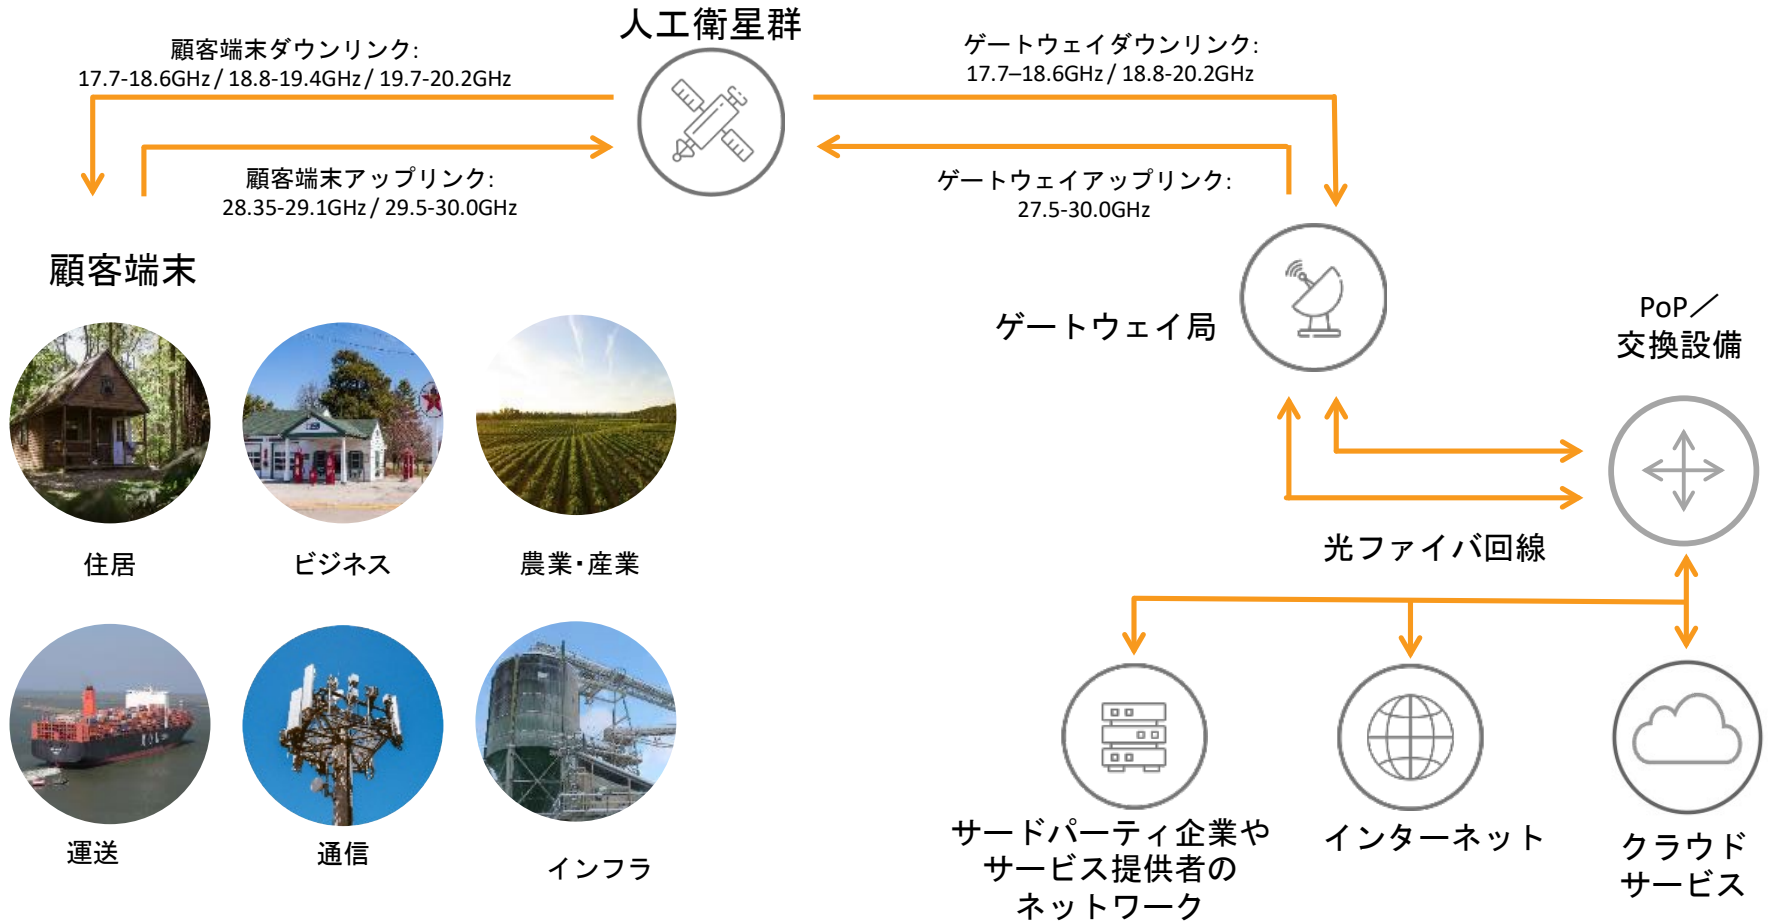 人工衛星群
顧客端末ダウンリンク:
17.7-18.6GHz / 18.8-19.4GHz / 19.7-20.2GHz
ゲートウェイダウンリンク:
17.7–18.6GHz / 18.8-20.2GHz
顧客端末アップリンク:
28.35-29.1GHz / 29.5-30.0GHz
ゲートウェイアップリンク:
27.5-30.0GHz
顧客端末
ゲートウェイ局
PoP／
交換設備
住居
ビジネス
農業・産業
光ファイバ回線
運送
通信
インフラ
サードパーティ企業や
サービス提供者の
ネットワーク
インターネット
クラウド
サービス